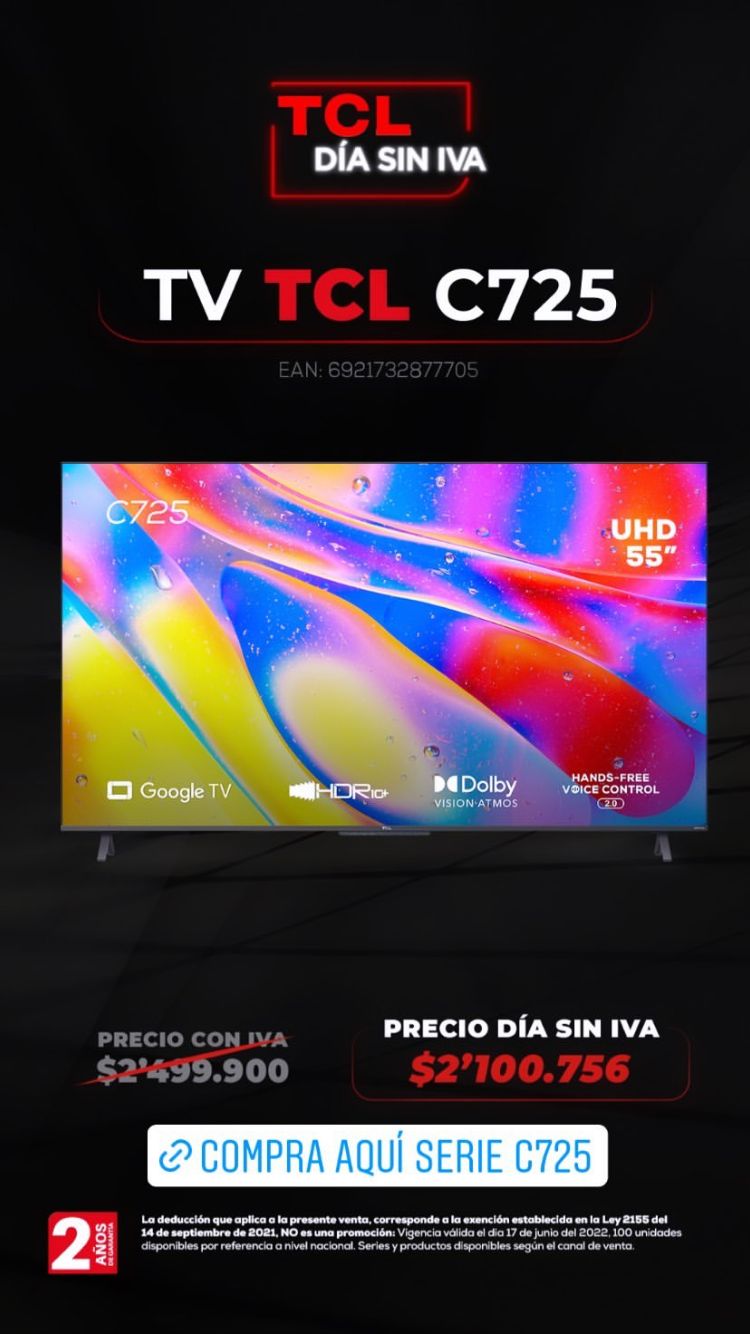 TCL
DÍA SIN IVA
TV TCL C725
EAN: 6921732877705
C725
UHD
55"
Google TV
HDR10+
Dolby
VISION·ATMOS
HANDS-FREE
VOICE CONTROL
2.0
TCL
PRECIO CON IVA
$2'499.900
PRECIO DÍA SIN IVA
$2'100.756
COMPRA AQUÍ SERIE C725
2 AÑOS
DE GARANTÍA
La deducción que aplica a la presente venta, corresponde a la exención establecida en la Ley 2155 del
14 de septiembre de 2021, NO es una promoción: Vigencia válida el día 17 de junio del 2022, 100 unidades
disponibles por referencia a nivel nacional. Series y productos disponibles según el canal de venta.